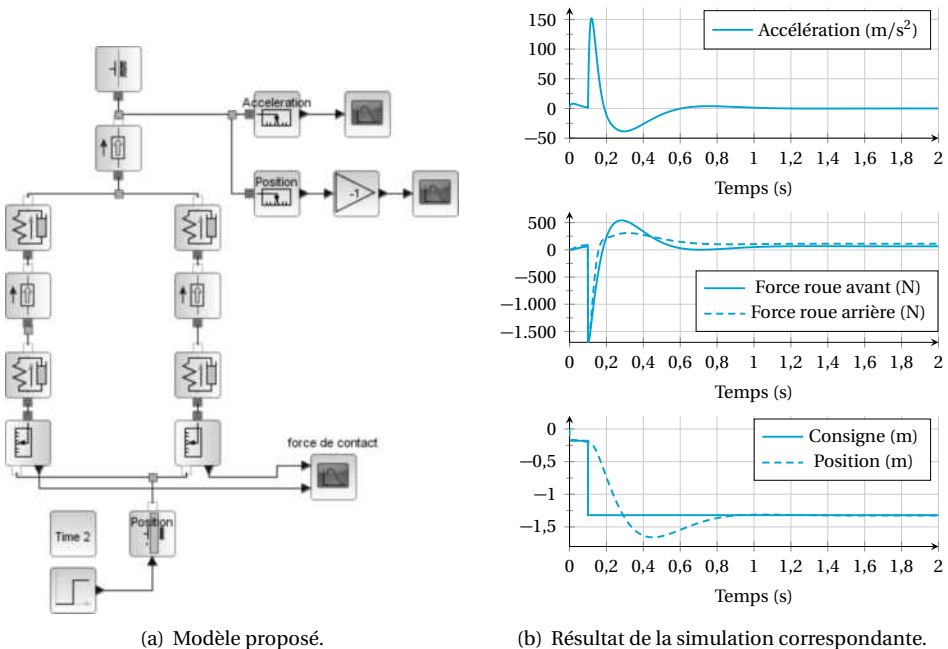 Acceleration
Position
-1
force de contact
Position
Time 2
(a) Modèle proposé.
150
100
50
0
−50
Accélération (m/s²)
0 0,2 0,4 0,6 0,8 1 1,2 1,4 1,6 1,8 2
Temps (s)
500
0
−500
−1.000
−1.500
Force roue avant (N)
Force roue arrière (N)
0 0,2 0,4 0,6 0,8 1 1,2 1,4 1,6 1,8 2
Temps (s)
0
−0,5
−1
−1,5
Consigne (m)
Position (m)
0 0,2 0,4 0,6 0,8 1 1,2 1,4 1,6 1,8 2
Temps (s)
(b) Résultat de la simulation correspondante.